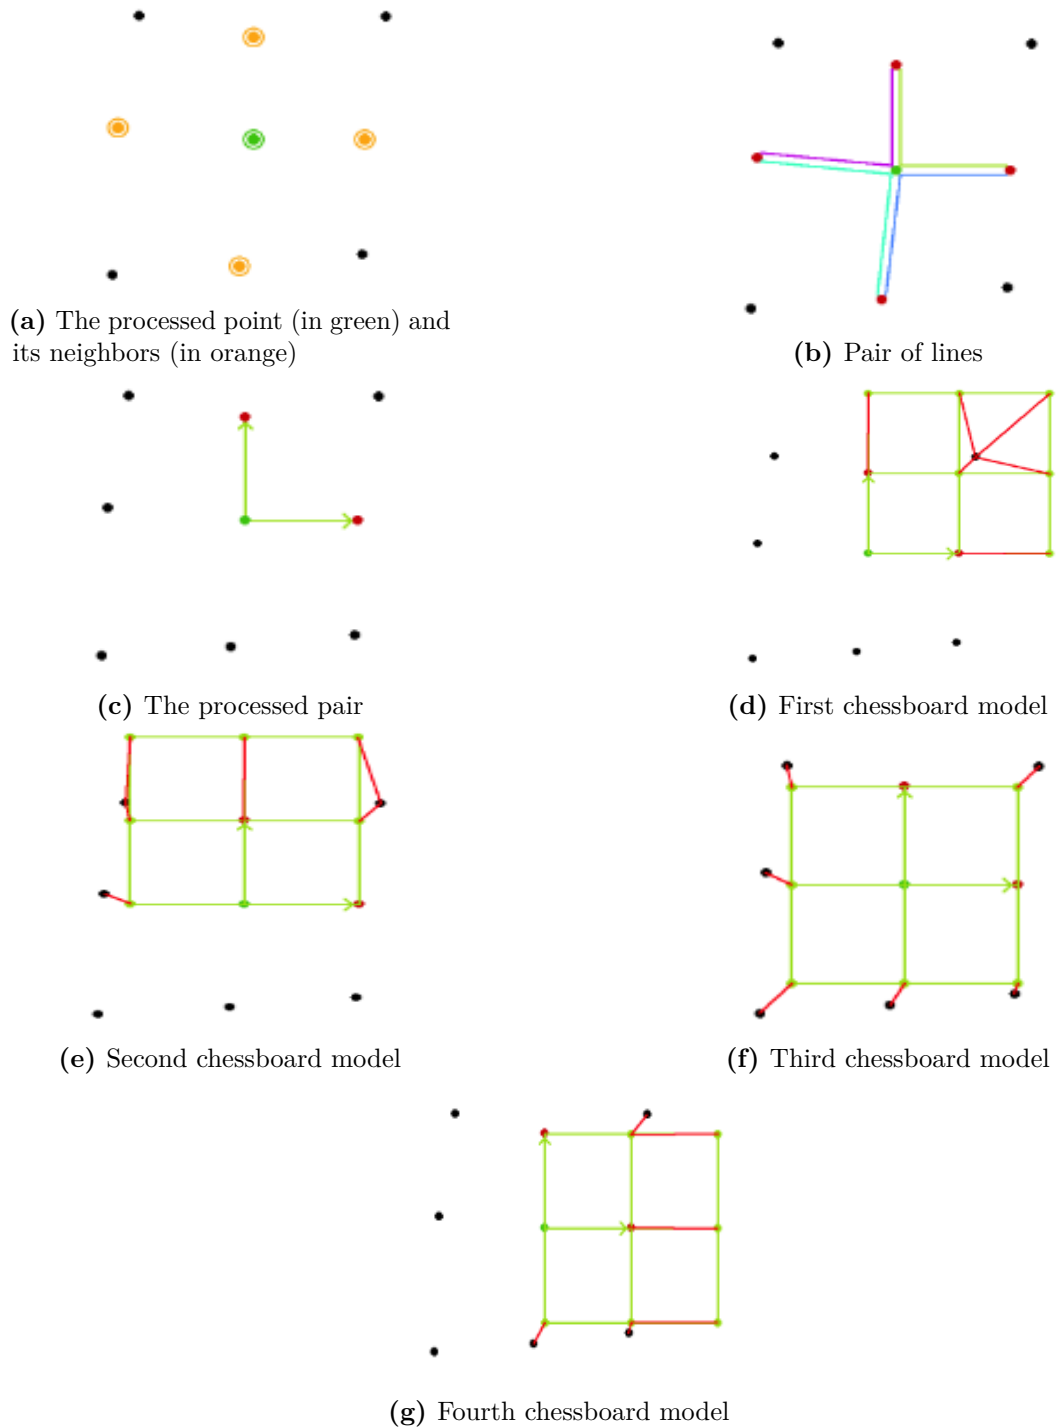 (a) The processed point (in green) and
its neighbors (in orange)
(b) Pair of lines
(c) The processed pair
(d) First chessboard model
(e) Second chessboard model
(f) Third chessboard model
(g) Fourth chessboard model